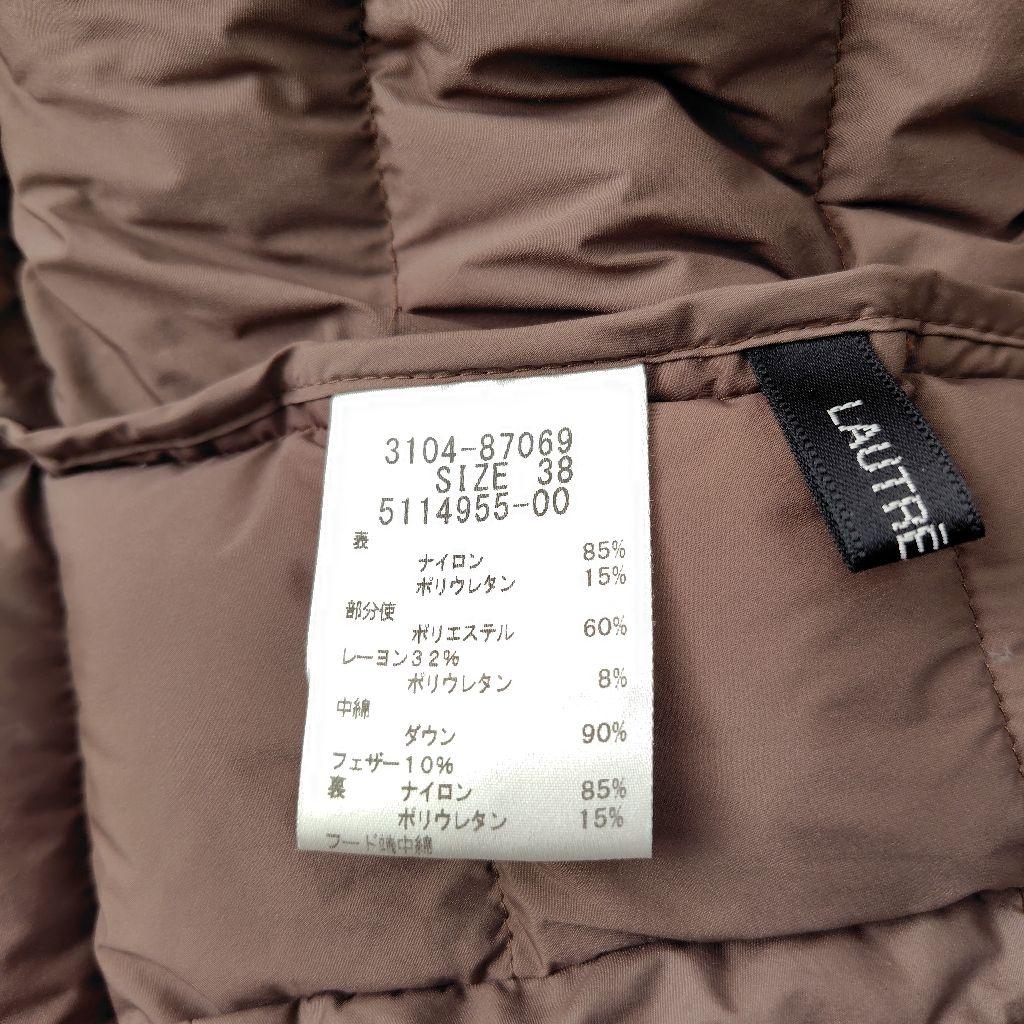 3104-87069
SIZE 38
5114955-00
表
ナイロン 85%
ポリウレタン 15%
部分使
ポリエステル 60%
レーヨン32%
ポリウレタン 8%
中綿
ダウン 90%
フェザー10%
裏 ナイロン 85%
ポリウレタン 15%
フード端中綿
LAUTRĒ